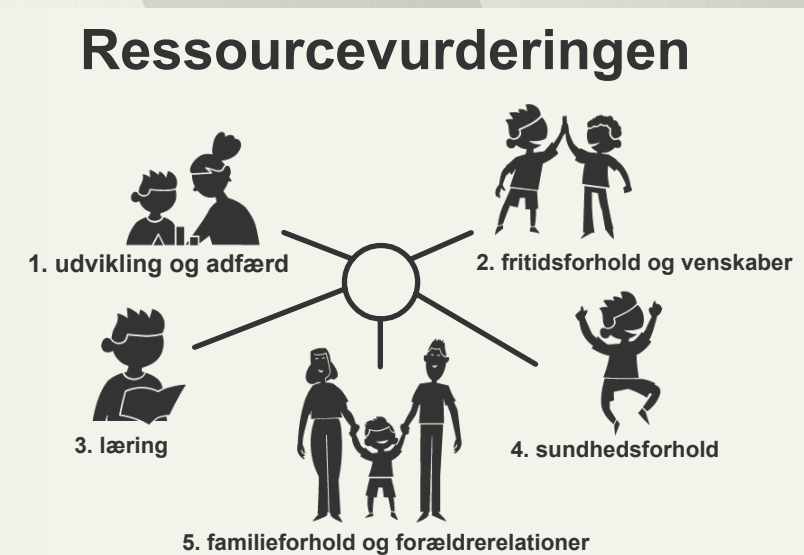 Ressourcevurderingen
1. udvikling og adfærd
2. fritidsforhold og venskaber
3. læring
4. sundhedsforhold
5. familieforhold og forældrerelationer